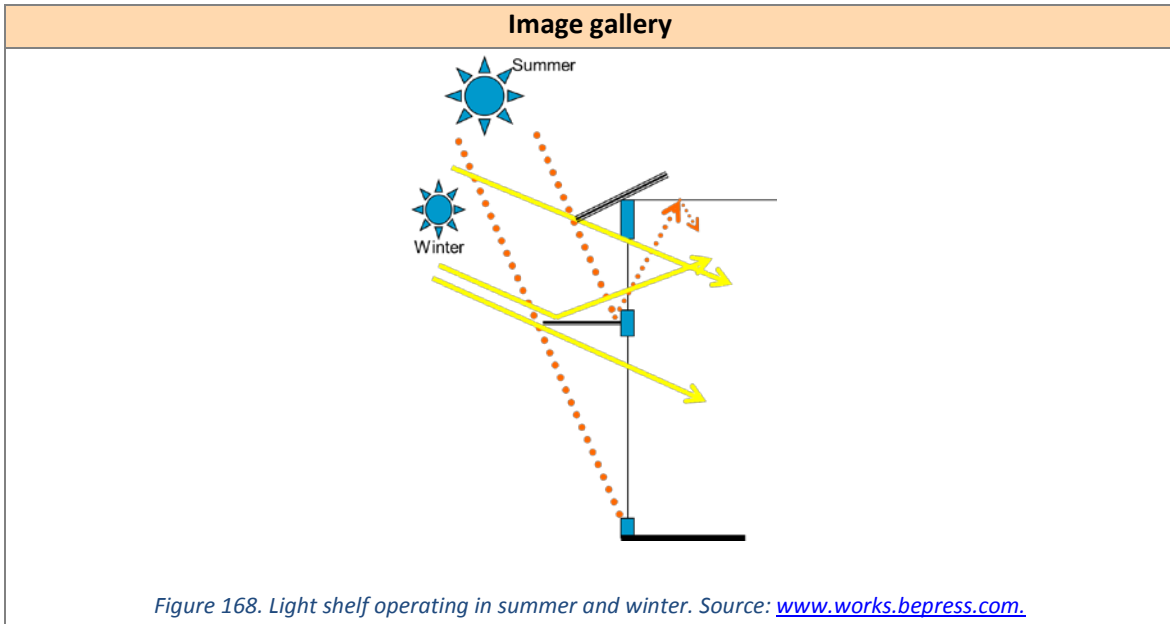 Image gallery
Summer
Winter
Figure 168. Light shelf operating in summer and winter. Source: www.works.bepress.com.